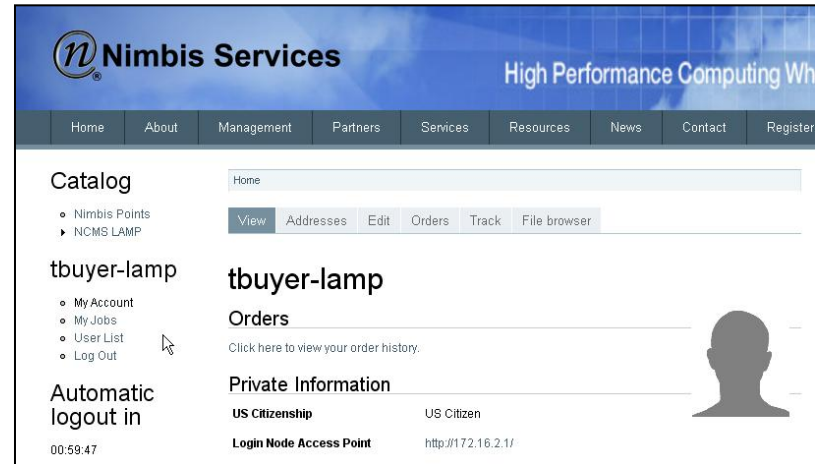 Nimbis Services
High Performance Computing Wh
Home About Management Partners Services Resources News Contact Register
Catalog
Nimbis Points
NCMS LAMP
tbuyer-lamp
My Account
My Jobs
User List
Log Out
Automatic
logout in
00:59:47
Home
View Addresses Edit Orders Track File browser
tbuyer-lamp
Orders
Click here to view your order history.
Private Information
US Citizenship US Citizen
Login Node Access Point http://172.16.2.1/